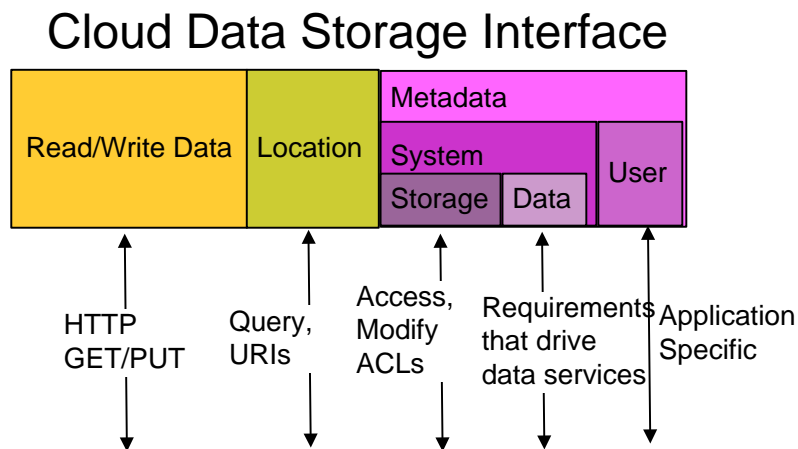 Cloud Data Storage Interface
Metadata
Read/Write Data
Location
System
User
Storage
Data
HTTP
GET/PUT
Query,
URIs
Access,
Modify
ACLs
Requirements
that drive
data services
Application
Specific